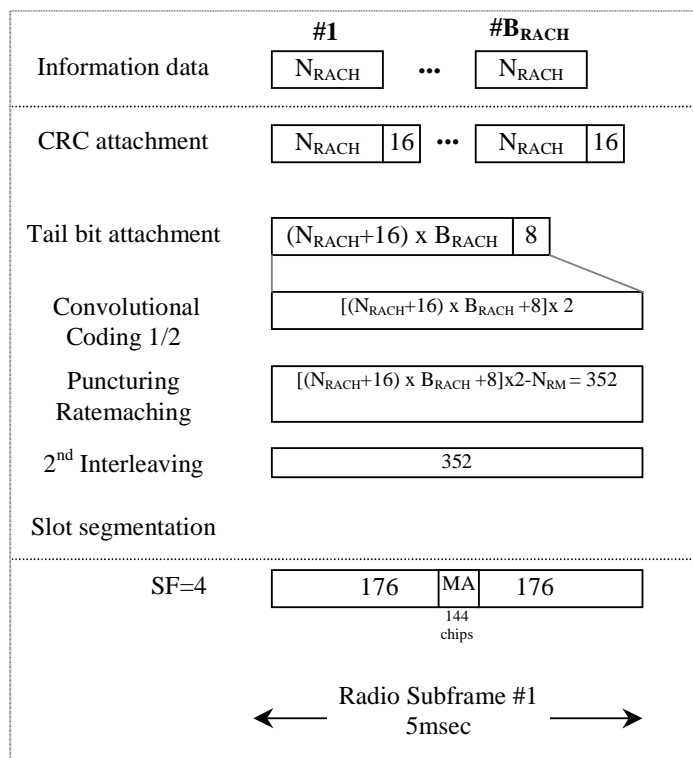 #1 #B_RACH
Information data N_RACH ... N_RACH
CRC attachment N_RACH 16 ... N_RACH 16
Tail bit attachment (N_RACH+16) x B_RACH 8
Convolutional
Coding 1/2
[(N_RACH+16) x B_RACH +8]x 2
Puncturing
Ratemaching
[(N_RACH+16) x B_RACH +8]x2-N_RM = 352
2nd Interleaving 352
Slot segmentation
SF=4 176 MA 176
144
chips
Radio Subframe #1
5msec